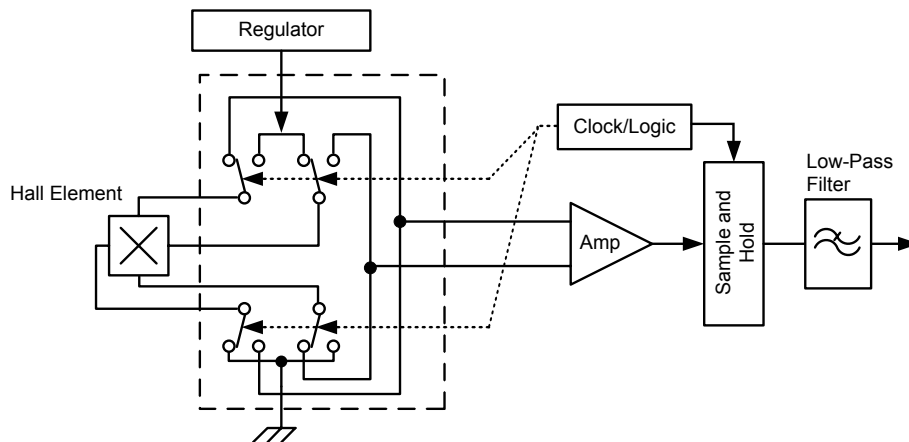 Regulator
Clock/Logic
Low-Pass
Filter
Hall Element
Amp
Sample and
Hold